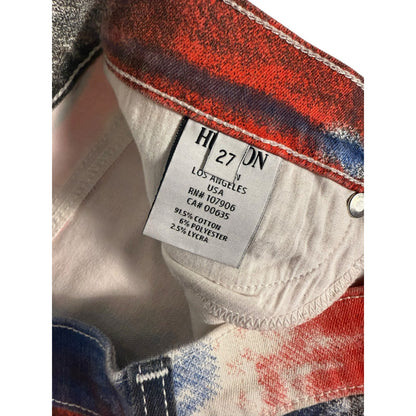 27
LOS ANGELES
USA
RN# 107906
CA# 00635
91.5% COTTON
6% POLYESTER
2.5% LYCRA